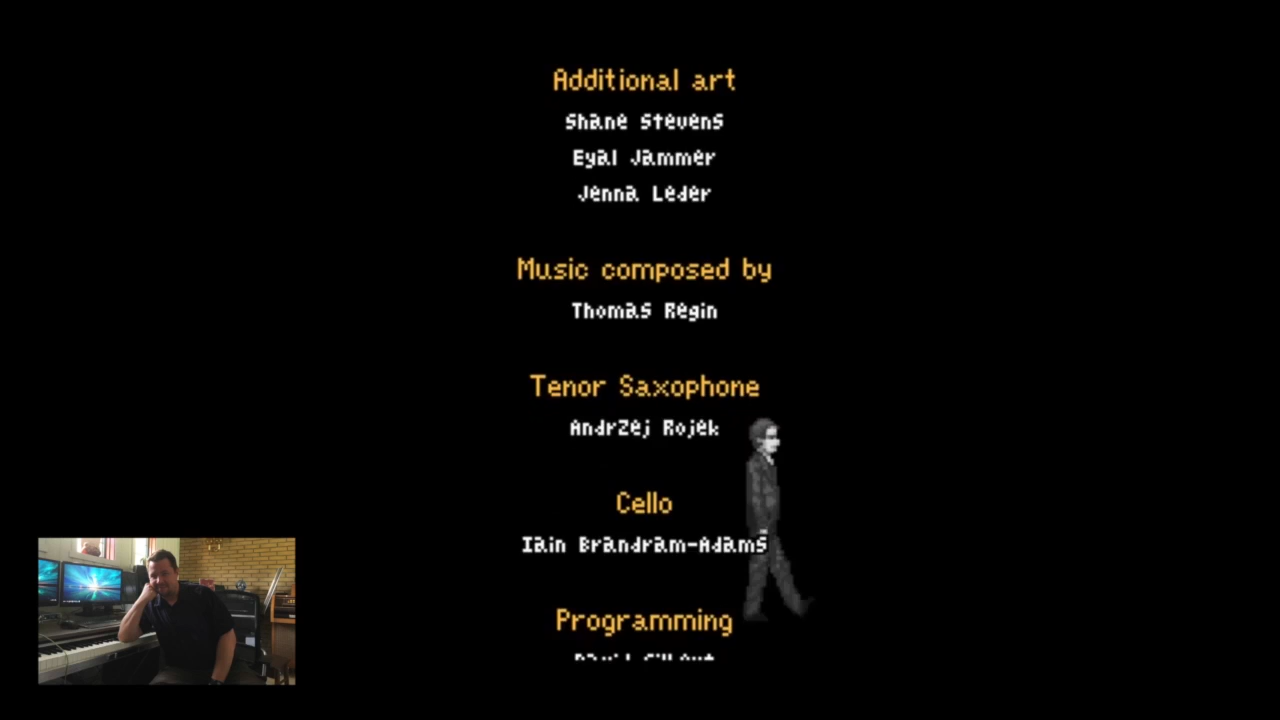 Additional art
Shane Stevens
Eyal Jammer
Jenna Leder
Music composed by
Thomas Regin
Tenor Saxophone
Andrzej Rojek
Cello
Iain Brandram-Adams
Programming